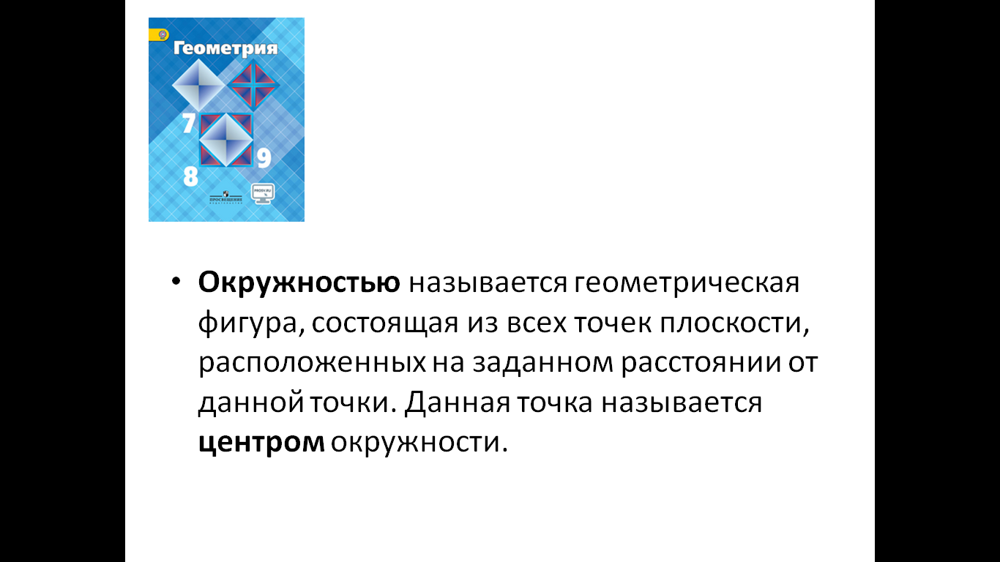 Геометрия
7
9
8
ПРОСВЕЩЕНИЕ
PROSV.RU
• Окружностью называется геометрическая
фигура, состоящая из всех точек плоскости,
расположенных на заданном расстоянии от
данной точки. Данная точка называется
центром окружности.